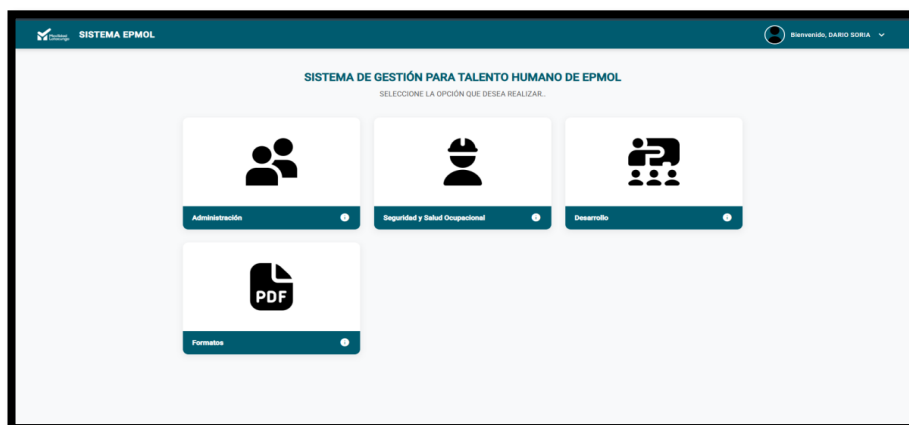 Movilidad
SISTEMA EPMOL
Bienvenido, DARIO SORIA
SISTEMA DE GESTIÓN PARA TALENTO HUMANO DE EPMOL
SELECCIONE LA OPCIÓN QUE DESEA REALIZAR..
Administración
Seguridad y Salud Ocupacional
Desarrollo
PDF
Formatos